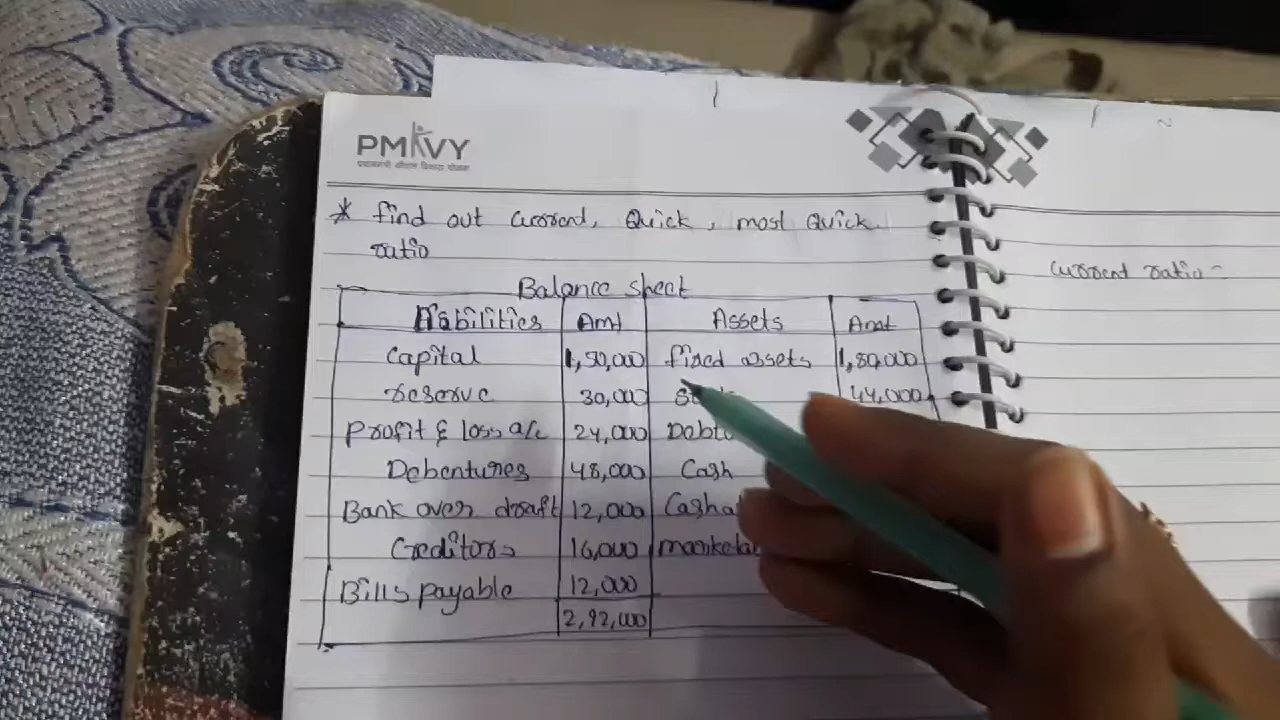 PMKVY
* find out current, Quick, most Quick
ratio
Balance sheet
Liabilities Amt Assets Amt
Capital 1,50,000 fixed assets 1,80,000
reserve 30,000 44,000
Profit & loss a/c 24,000
Debentures 48,000 Cash
Bank over draft 12,000
Creditors 16,000
Bills payable 12,000
2,92,000
current ratio -